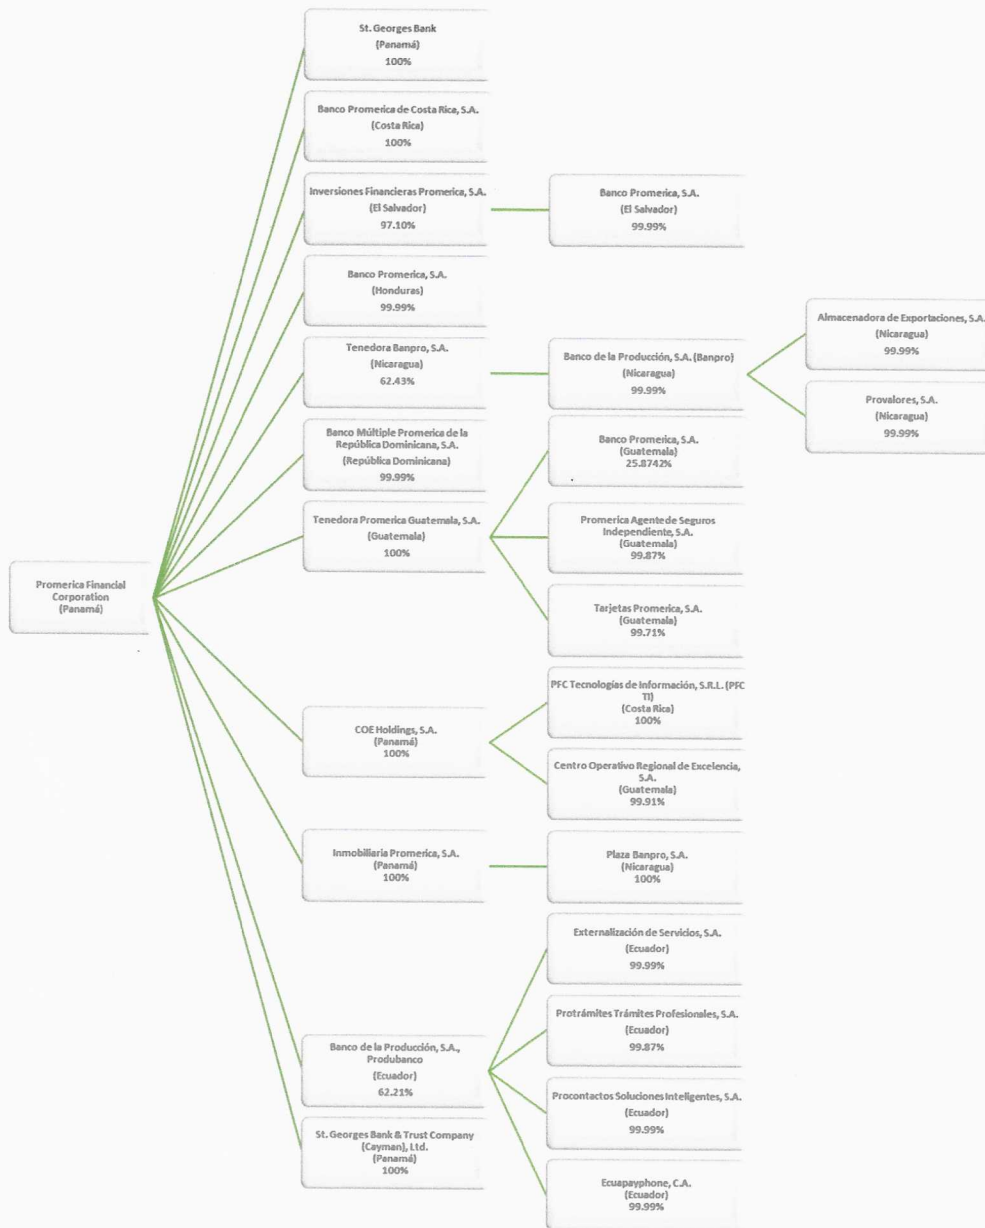 St. Georges Bank
(Panamá)
100%
Banco Promerica de Costa Rica, S.A.
(Costa Rica)
100%
Inversiones Financieras Promerica, S.A.
(El Salvador)
97.10%
Banco Promerica, S.A.
(El Salvador)
99.99%
Banco Promerica, S.A.
(Honduras)
99.99%
Tenedora Banpro, S.A.
(Nicaragua)
62.43%
Banco de la Producción, S.A. (Banpro)
(Nicaragua)
99.99%
Almacenadora de Exportaciones, S.A.
(Nicaragua)
99.99%
Provalores, S.A.
(Nicaragua)
99.99%
Banco Múltiple Promerica de la
República Dominicana, S.A.
(República Dominicana)
99.99%
Tenedora Promerica Guatemala, S.A.
(Guatemala)
100%
Banco Promerica, S.A.
(Guatemala)
25.8742%
Promerica Agente de Seguros
Independiente, S.A.
(Guatemala)
99.87%
Tarjetas Promerica, S.A.
(Guatemala)
99.71%
Promerica Financial
Corporation
(Panamá)
COE Holdings, S.A.
(Panamá)
100%
PFC Tecnologías de Información, S.R.L. (PFC
TI)
(Costa Rica)
100%
Centro Operativo Regional de Excelencia,
S.A.
(Guatemala)
99.91%
Inmobiliaria Promerica, S.A.
(Panamá)
100%
Plaza Banpro, S.A.
(Nicaragua)
100%
Banco de la Producción, S.A.,
Produbanco
(Ecuador)
62.21%
Externalización de Servicios, S.A.
(Ecuador)
99.99%
Protrámites Trámites Profesionales, S.A.
(Ecuador)
99.87%
Procontactos Soluciones Inteligentes, S.A.
(Ecuador)
99.99%
Ecuapayphone, C.A.
(Ecuador)
99.99%
St. Georges Bank & Trust Company
(Cayman), Ltd.
(Panamá)
100%